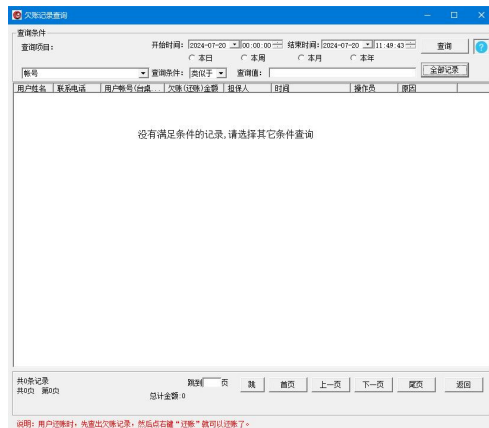 欠账记录查询
查询条件
查询项目: 开始时间: 2024-07-20 00:00:00 结束时间: 2024-07-20 11:49:43 查询
本日 本周 本月 本年
帐号 查询条件: 类似于 查询值: 全部记录
用户姓名 联系电话 用户帐号(台桌... 欠账(还账)金额 担保人 时间 操作员 原因
没有满足条件的记录,请选择其它条件查询
共0条记录
共0页 第0页
跳到 页 跳 首页 上一页 下一页 尾页 返回
总计金额:0
说明: 用户还账时, 先查出欠账记录, 然后点右键“还账”就可以还账了。